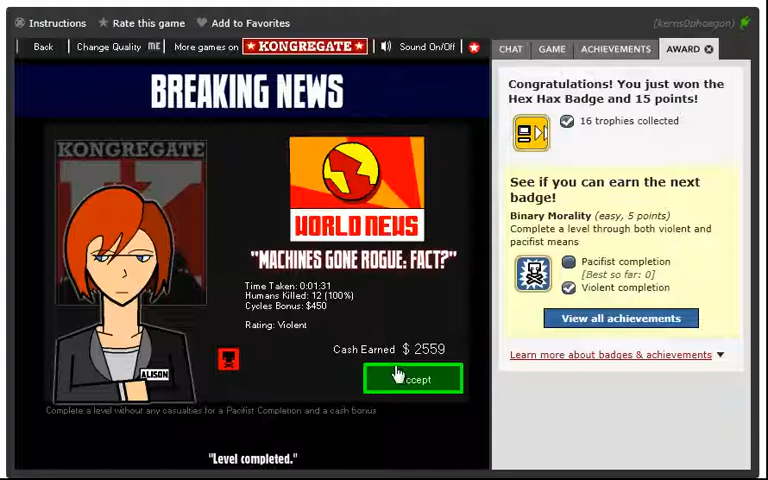 Instructions
Rate this game
Add to Favorites
Back
Change Quality
ME
More games on
KONGREGATE
Sound On/Off
CHAT
GAME
ACHIEVEMENTS
AWARD
BREAKING NEWS
KONGREGATE
WORLD NEWS
"MACHINES GONE ROGUE: FACT?"
Time Taken: 0:01:31
Humans Killed: 12 (100%)
Cycles Bonus: $450
Rating: Violent
Cash Earned $ 2559
ccept
ALISON
Complete a level without any casualties for a Pacifist Completion and a cash bonus
"Level completed."
Congratulations! You just won the
Hex Hax Badge and 15 points!
16 trophies collected
See if you can earn the next
badge!
Binary Morality (easy, 5 points)
Complete a level through both violent and
pacifist means
Pacifist completion
[Best so far: 0]
Violent completion
View all achievements
Learn more about badges & achievements